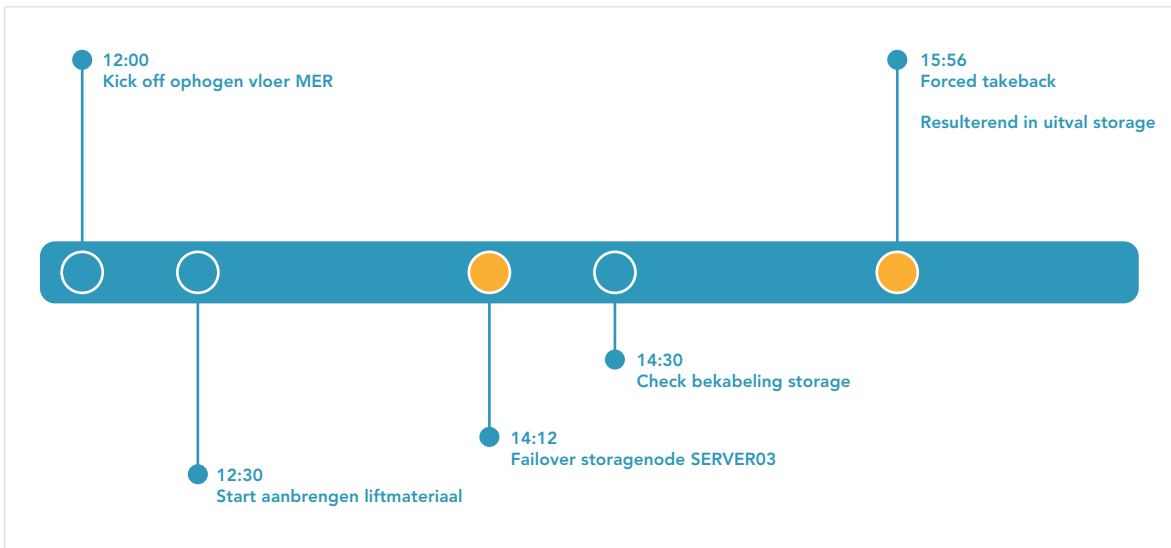 12:00
Kick off ophogen vloer MER
15:56
Forced takeback
Resulterend in uitval storage
14:30
Check bekabeling storage
14:12
Failover storagenode SERVER03
12:30
Start aanbrengen liftmateriaal